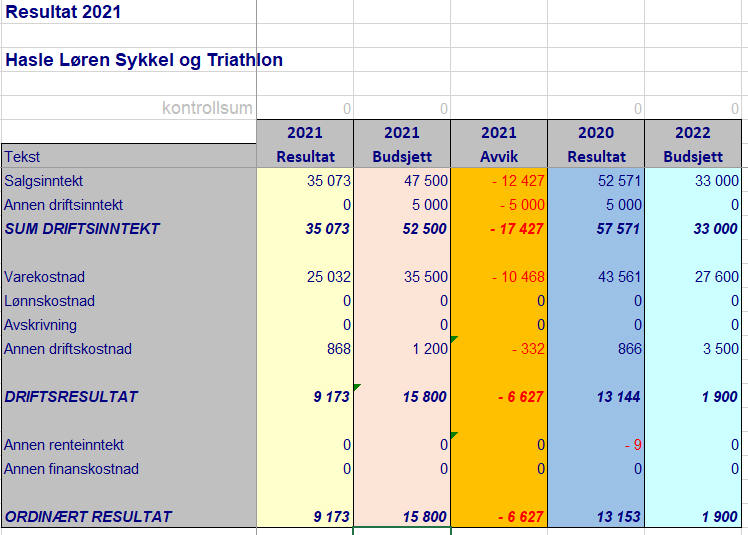 Resultat 2021
Hasle Løren Sykkel og Triathlon
kontrollsum 0 0 0 0
2021 2021 2021 2020 2022
Tekst Resultat Budsjett Avvik Resultat Budsjett
Salgsinntekt 35 073 47 500 - 12 427 52 571 33 000
Annen driftsinntekt 0 5 000 - 5 000 5 000 0
SUM DRIFTSINNTEKT 35 073 52 500 - 17 427 57 571 33 000
Varekostnad 25 032 35 500 - 10 468 43 561 27 600
Lønnskostnad 0 0 0 0 0
Avskrivning 0 0 0 0 0
Annen driftskostnad 868 1 200 - 332 866 3 500
DRIFTSRESULTAT 9 173 15 800 - 6 627 13 144 1 900
Annen renteinntekt 0 0 0 - 9 0
Annen finanskostnad 0 0 0 0 0
ORDINÆRT RESULTAT 9 173 15 800 - 6 627 13 153 1 900